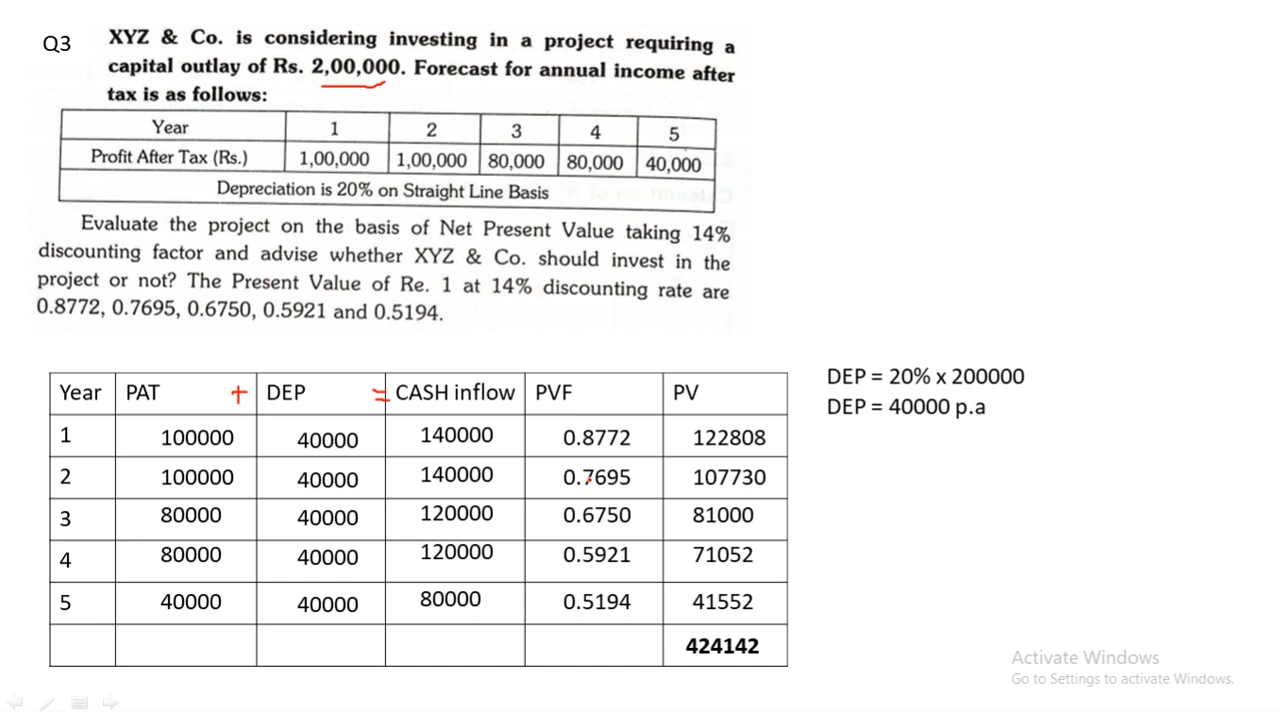 Q3
XYZ & Co. is considering investing in a project requiring a
capital outlay of Rs. 2,00,000. Forecast for annual income after
tax is as follows:
Year 1 2 3 4 5
Profit After Tax (Rs.) 1,00,000 1,00,000 80,000 80,000 40,000
Depreciation is 20% on Straight Line Basis
Evaluate the project on the basis of Net Present Value taking 14%
discounting factor and advise whether XYZ & Co. should invest in the
project or not? The Present Value of Re. 1 at 14% discounting rate are
0.8772, 0.7695, 0.6750, 0.5921 and 0.5194.
Year PAT + DEP = CASH inflow PVF PV
1 100000 40000 140000 0.8772 122808
2 100000 40000 140000 0.7695 107730
3 80000 40000 120000 0.6750 81000
4 80000 40000 120000 0.5921 71052
5 40000 40000 80000 0.5194 41552
424142
DEP = 20% x 200000
DEP = 40000 p.a
Activate Windows
Go to Settings to activate Windows.